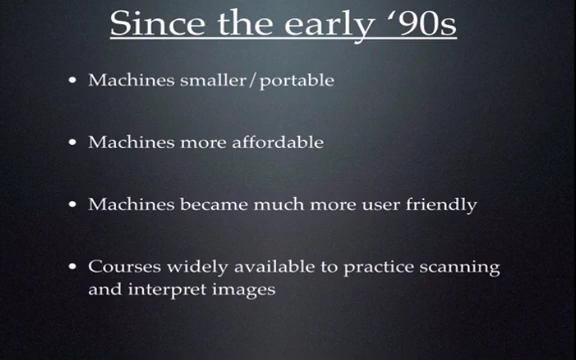 Since the early ‘90s
• Machines smaller/portable
• Machines more affordable
• Machines became much more user friendly
• Courses widely available to practice scanning
and interpret images